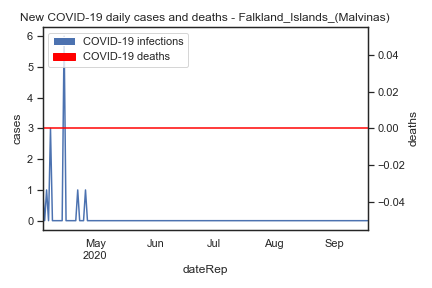 New COVID-19 daily cases and deaths - Falkland_Islands_(Malvinas)
COVID-19 infections
COVID-19 deaths
6
5
4
3
2
1
0
cases
0.04
0.02
0.00
−0.02
−0.04
deaths
May
2020
Jun
Jul
Aug
Sep
dateRep